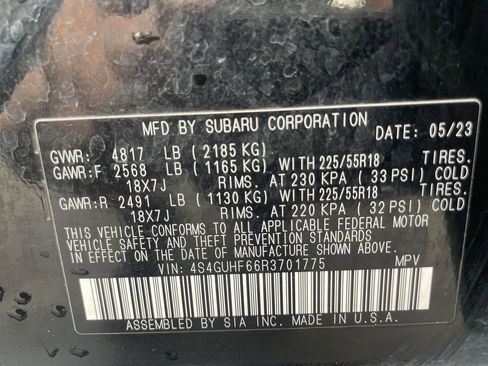 MFD BY SUBARU CORPORATION DATE: 05/23
GVWR: 4817 LB (2185 KG)
GAWR:F 2568 LB (1165 KG) WITH 225/55R18 TIRES.
18X7J RIMS. AT 230 KPA (33 PSI) COLD
GAWR:R 2491 LB (1130 KG) WITH 225/55R18 TIRES.
18X7J RIMS. AT 220 KPA (32 PSI) COLD
THIS VEHICLE CONFORMS TO ALL APPLICABLE FEDERAL MOTOR
VEHICLE SAFETY AND THEFT PREVENTION STANDARDS
IN EFFECT ON THE DATE OF MANUFACTURE SHOWN ABOVE.
VIN: 4S4GUHF66R3701775 MPV
ASSEMBLED BY SIA INC. MADE IN U.S.A.